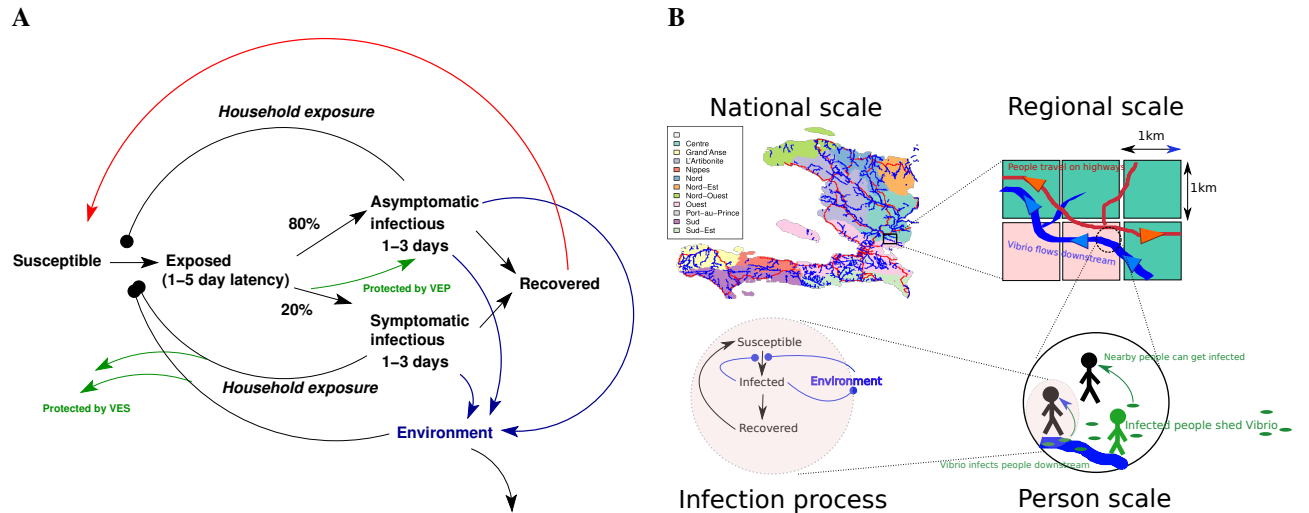 A
Household exposure
Asymptomatic
infectious
1−3 days
80%
Susceptible
Exposed
(1−5 day latency)
Protected by VEP
Recovered
20%
Symptomatic
infectious
1−3 days
Household exposure
Protected by VES
Environment
B
National scale
Centre
Grand'Anse
L'Artibonite
Nippes
Nord
Nord−Est
Nord−Ouest
Ouest
Port−au−Prince
Sud
Sud−Est
Regional scale
1km
People travel on highways
1km
Vibrio flows downstream
Susceptible
Infected
Environment
Recovered
Infection process
Nearby people can get infected
Infected people shed Vibrio
Vibrio infects people downstream
Person scale